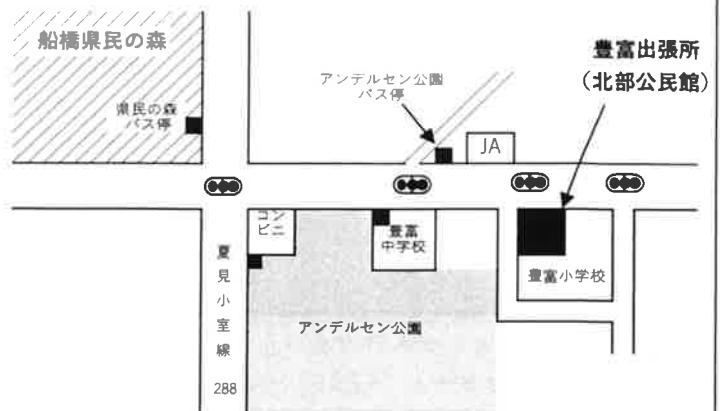 船橋県民の森
豊富出張所
(北部公民館)
アンデルセン公園
バス停
県民の森
バス停
JA
コン
ビニ
豊富
中学校
豊富小学校
夏見小室線
288
アンデルセン公園